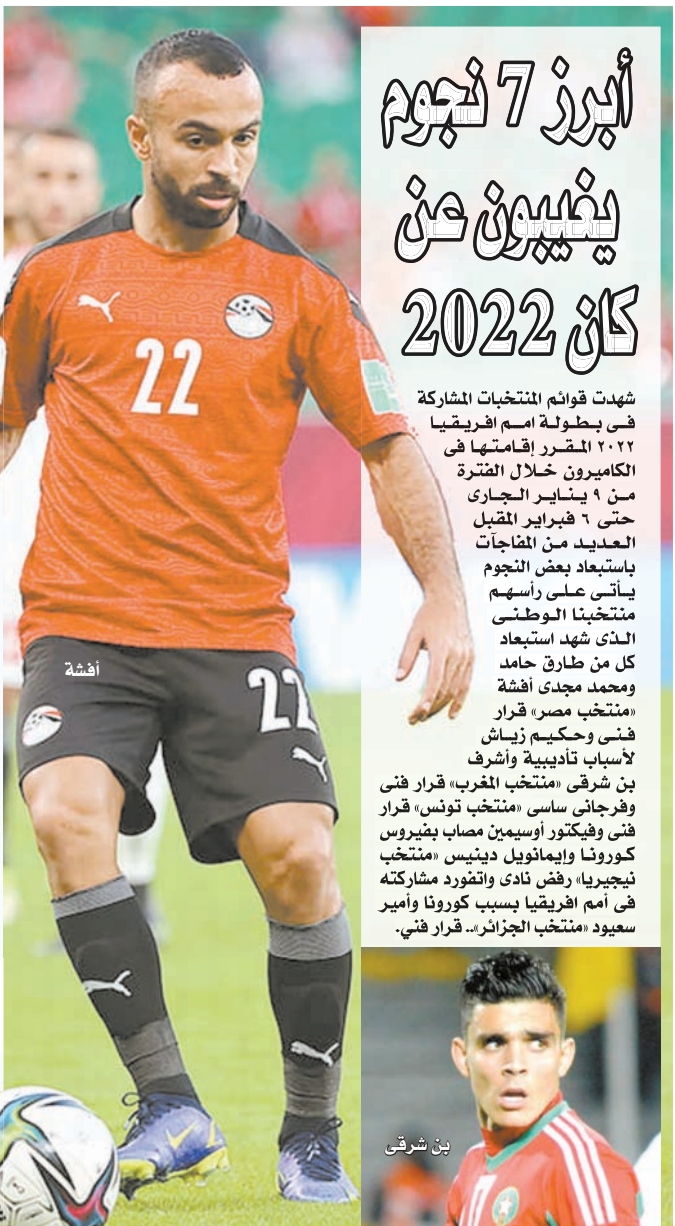 أبرز 7 نجوم
يغيبون عن
كان 2022
شهدت قوائم المنتخبات المشاركة
فى بطولة امم افريقيا
٢٠٢٢ المقرر إقامتها فى
الكاميرون خلال الفترة
من ٩ يناير الجارى
حتى ٦ فبراير المقبل
العديد من المفاجآت
باستبعاد بعض النجوم
يأتى على رأسهم
منتخبنا الوطنى
الذى شهد استبعاد
كل من طارق حامد
ومحمد مجدى أفشة
«منتخب مصر» قرار
فنى وحكيم زياش
لأسباب تأديبية وأشرف
بن شرقى «منتخب المغرب» قرار فنى
وفرجانى ساسى «منتخب تونس» قرار
فنى وفيكتور أوسيمين مصاب بفيروس
كورونا وإيمانويل دينيس «منتخب
نيجيريا» رفض نادى واتفورد مشاركته
فى أمم افريقيا بسبب كورونا وأمير
سعيود «منتخب الجزائر».. قرار فني.
22
أفشة
22
بن شرقى